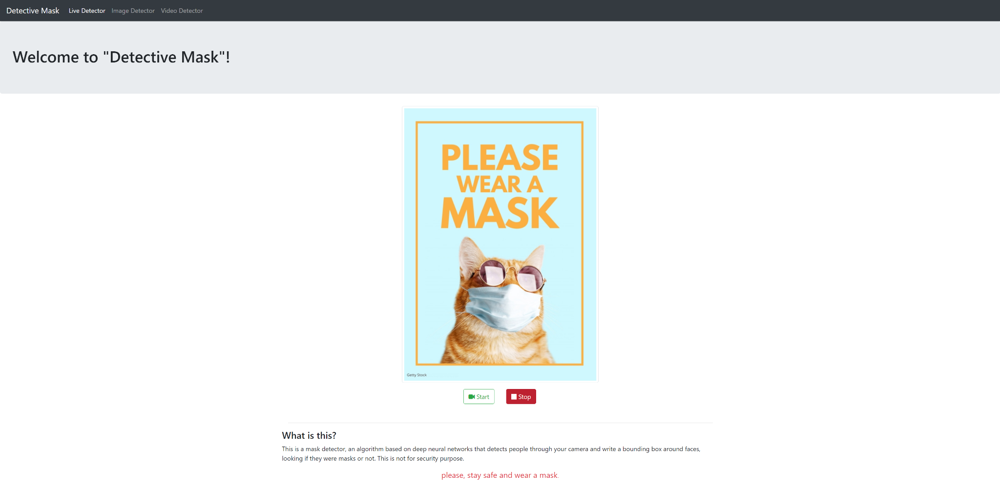 Detective Mask Live Detector Image Detector Video Detector
Welcome to "Detective Mask"!
PLEASE
WEAR A
MASK
Getty Stock
Start Stop
What is this?
This is a mask detector, an algorithm based on deep neural networks that detects people through your camera and write a bounding box around faces,
looking if they were masks or not. This is not for security purpose.
please, stay safe and wear a mask.